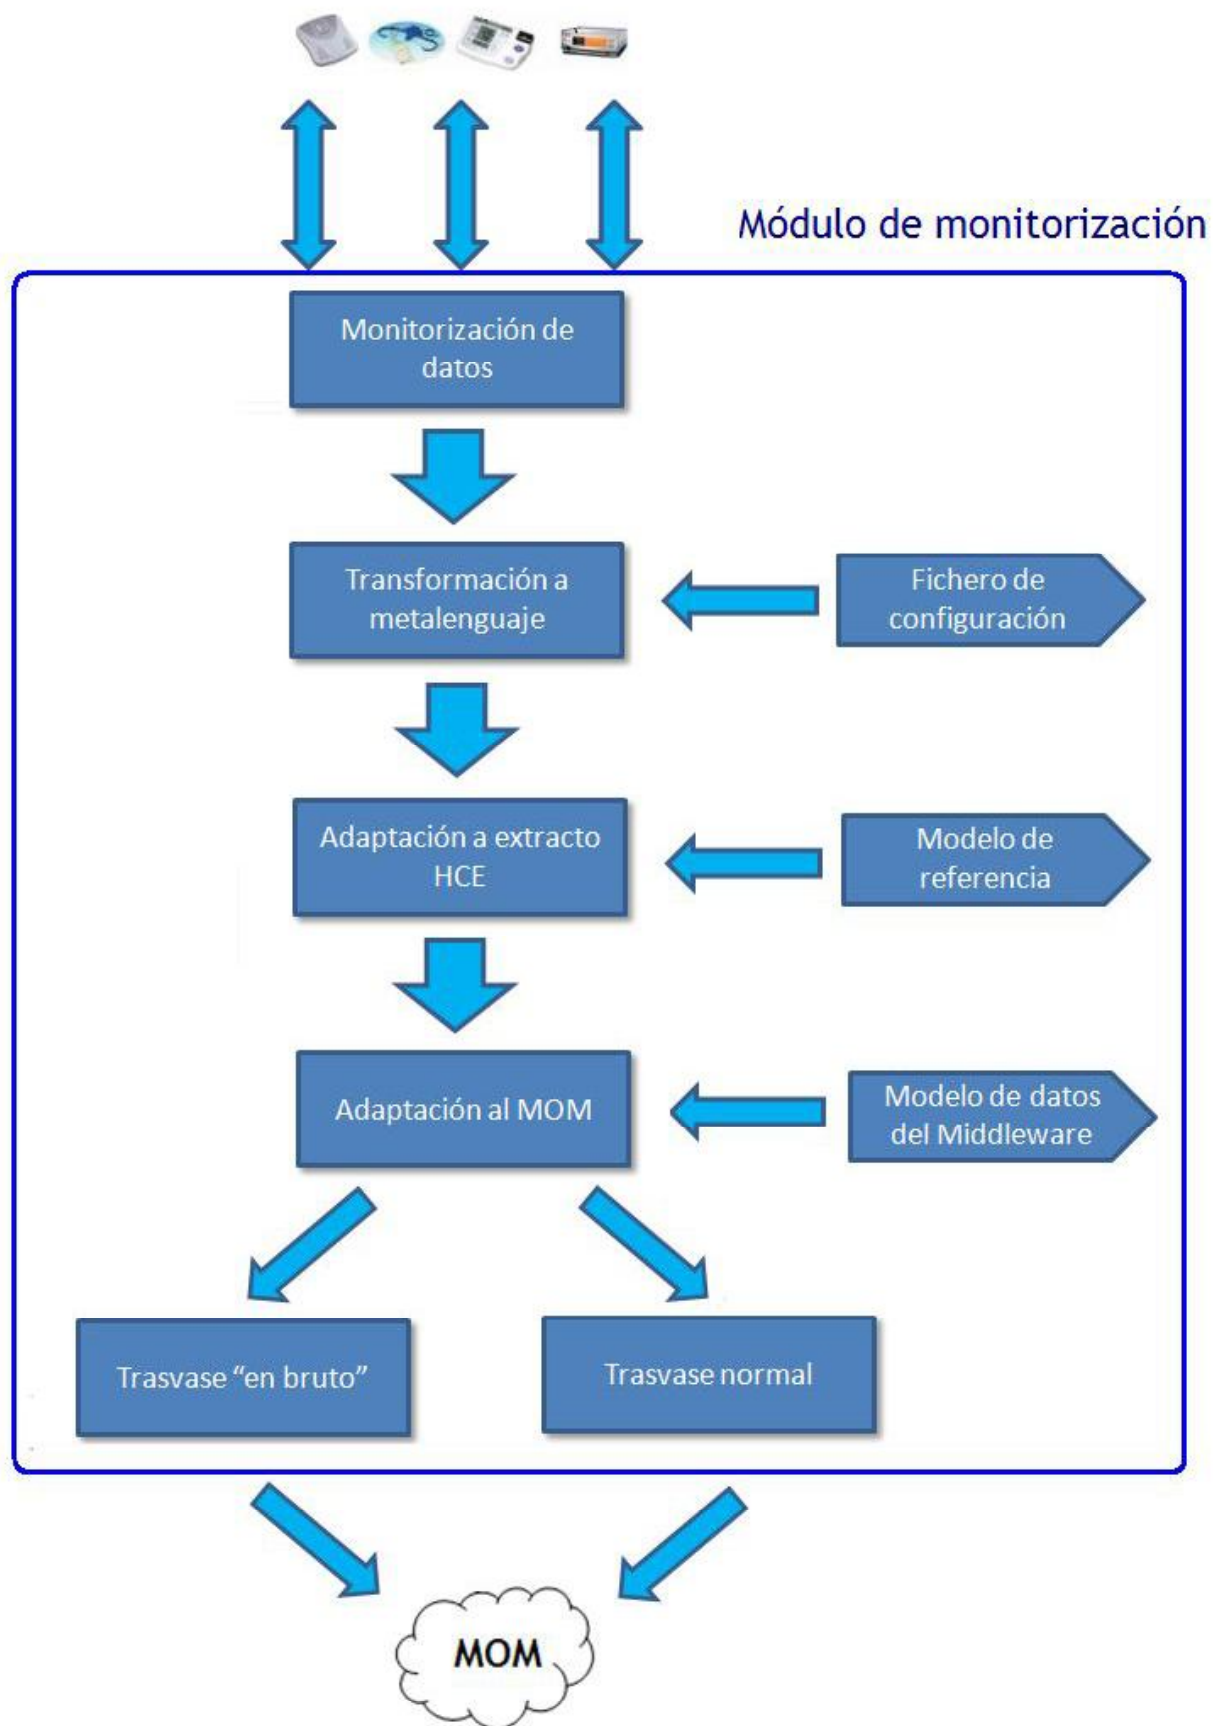 Módulo de monitorización
Monitorización de
datos
Transformación a
metalenguaje
Fichero de
configuración
Adaptación a extracto
HCE
Modelo de
referencia
Adaptación al MOM
Modelo de datos
del Middleware
Trasvase “en bruto”
Trasvase normal
MOM